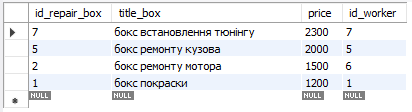 id_repair_box title_box price id_worker
7 бокс встановлення тюнінгу 2300 7
5 бокс ремонту кузова 2000 5
2 бокс ремонту мотора 1500 6
1 бокс покраски 1200 1
NULL NULL NULL NULL